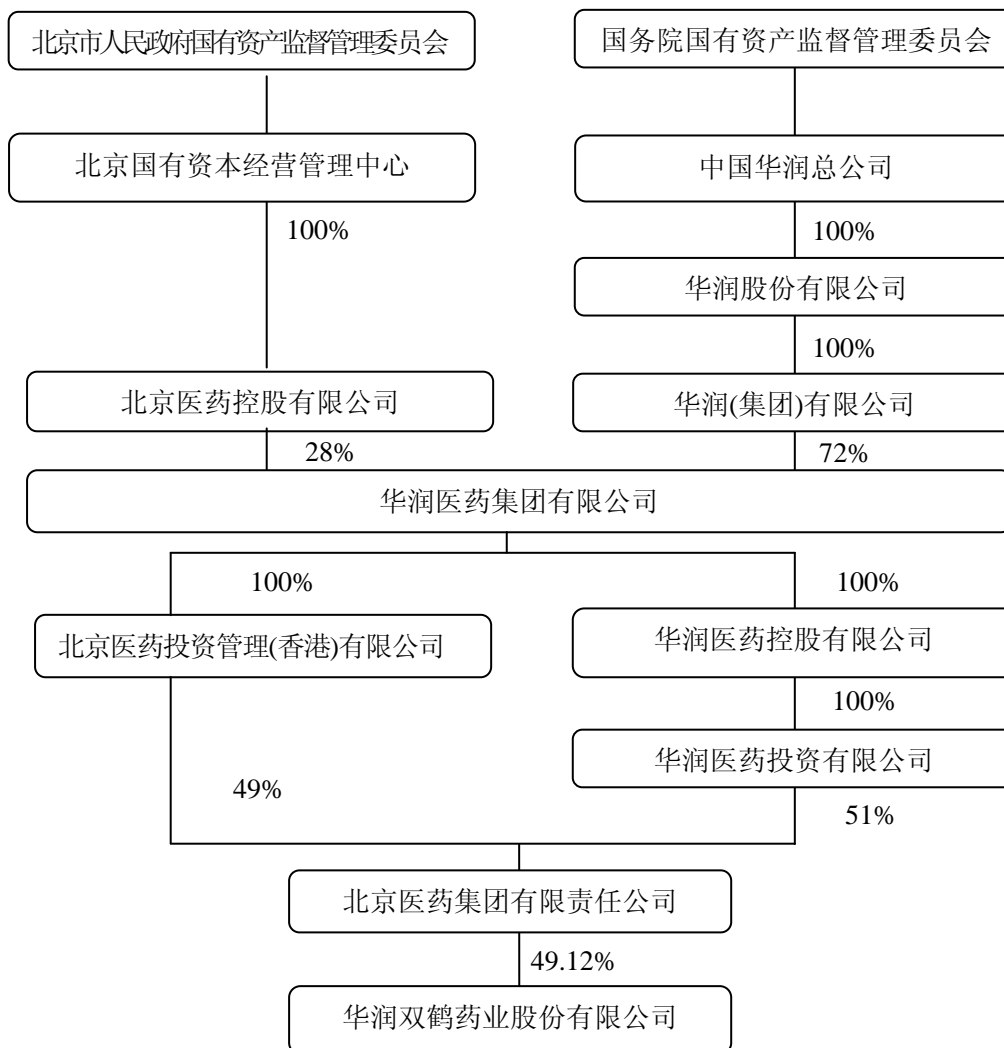 北京市人民政府国有资产监督管理委员会
国务院国有资产监督管理委员会
北京国有资本经营管理中心
中国华润总公司
100%
100%
华润股份有限公司
100%
北京医药控股有限公司
华润(集团)有限公司
28%
72%
华润医药集团有限公司
100%
100%
北京医药投资管理(香港)有限公司
华润医药控股有限公司
100%
华润医药投资有限公司
49%
51%
北京医药集团有限责任公司
49.12%
华润双鹤药业股份有限公司